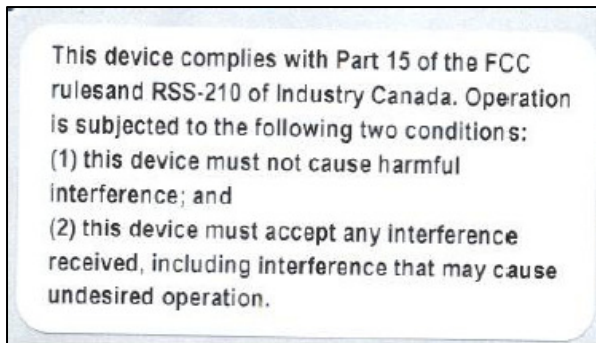 This device complies with Part 15 of the FCC
rulesand RSS-210 of Industry Canada. Operation
is subjected to the following two conditions:
(1) this device must not cause harmful
interference; and
(2) this device must accept any interference
received, including interference that may cause
undesired operation.